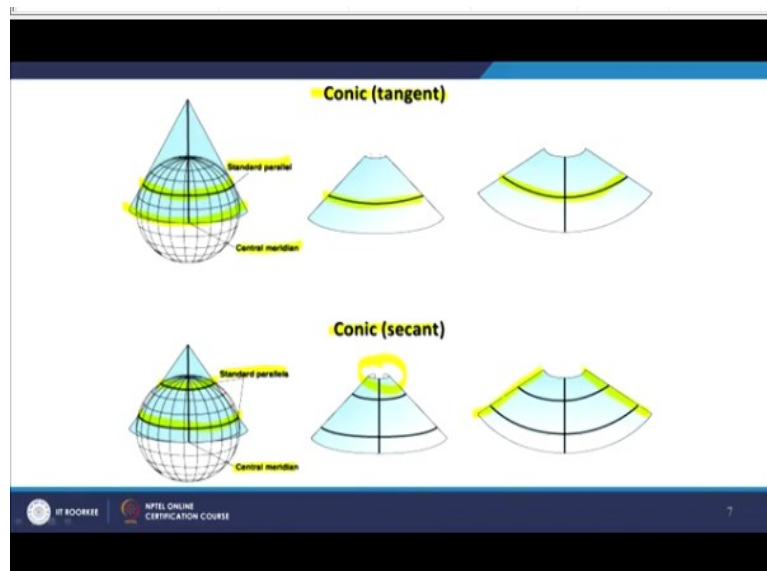 Conic (tangent)
Standard parallel
Central meridian
Conic (secant)
Standard parallels
Central meridian
IIT ROORKEE
NPTEL ONLINE
CERTIFICATION COURSE
7